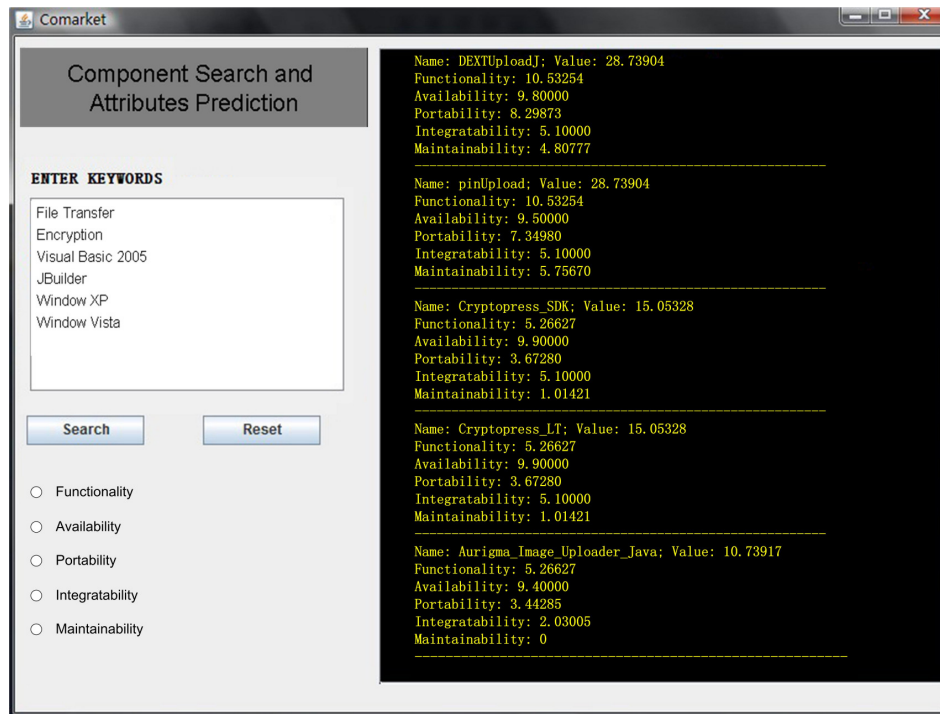 Comarket
Component Search and
Attributes Prediction
ENTER KEYWORDS
File Transfer
Encryption
Visual Basic 2005
JBuilder
Window XP
Window Vista
Search
Reset
Functionality
Availability
Portability
Integratability
Maintainability
Name: DEXTUploadJ; Value: 28.73904
Functionality: 10.53254
Availability: 9.80000
Portability: 8.29873
Integratability: 5.10000
Maintainability: 4.80777
Name: pinUpload; Value: 28.73904
Functionality: 10.53254
Availability: 9.50000
Portability: 7.34980
Integratability: 5.10000
Maintainability: 5.75670
Name: Cryptopress_SDK; Value: 15.05328
Functionality: 5.26627
Availability: 9.90000
Portability: 3.67280
Integratability: 5.10000
Maintainability: 1.01421
Name: Cryptopress_LT; Value: 15.05328
Functionality: 5.26627
Availability: 9.90000
Portability: 3.67280
Integratability: 5.10000
Maintainability: 1.01421
Name: Aurigma_Image_Uploader_Java; Value: 10.73917
Functionality: 5.26627
Availability: 9.40000
Portability: 3.44285
Integratability: 2.03005
Maintainability: 0